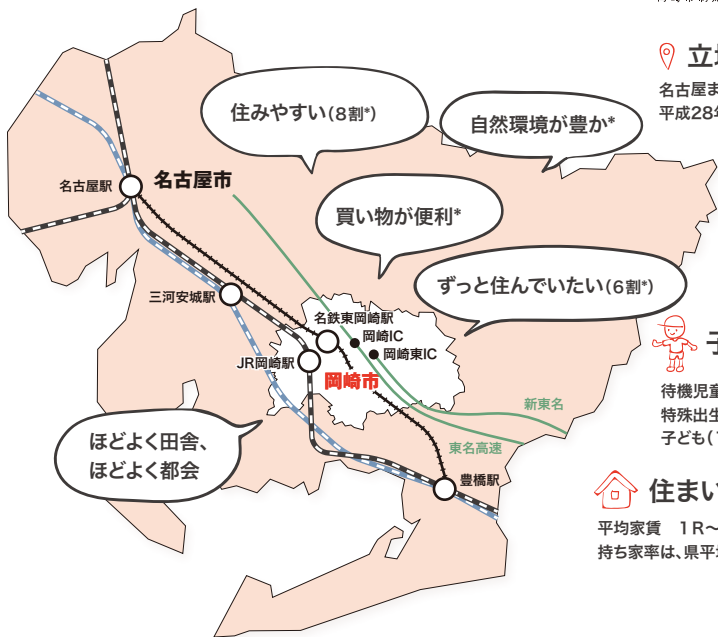 立
名古屋ま
平成28年
住みやすい(8割*)
自然環境が豊か*
名古屋駅
名古屋市
買い物が便利*
ずっと住んでいたい(6割*)
三河安城駅
名鉄東岡崎駅
岡崎IC
岡崎東IC
JR岡崎駅
岡崎市
子
待機児童
特殊出生
子ども(
新東名
東名高速
ほどよく田舎、
ほどよく都会
豊橋駅
住まい
平均家賃 1R〜
持ち家率は、県平均